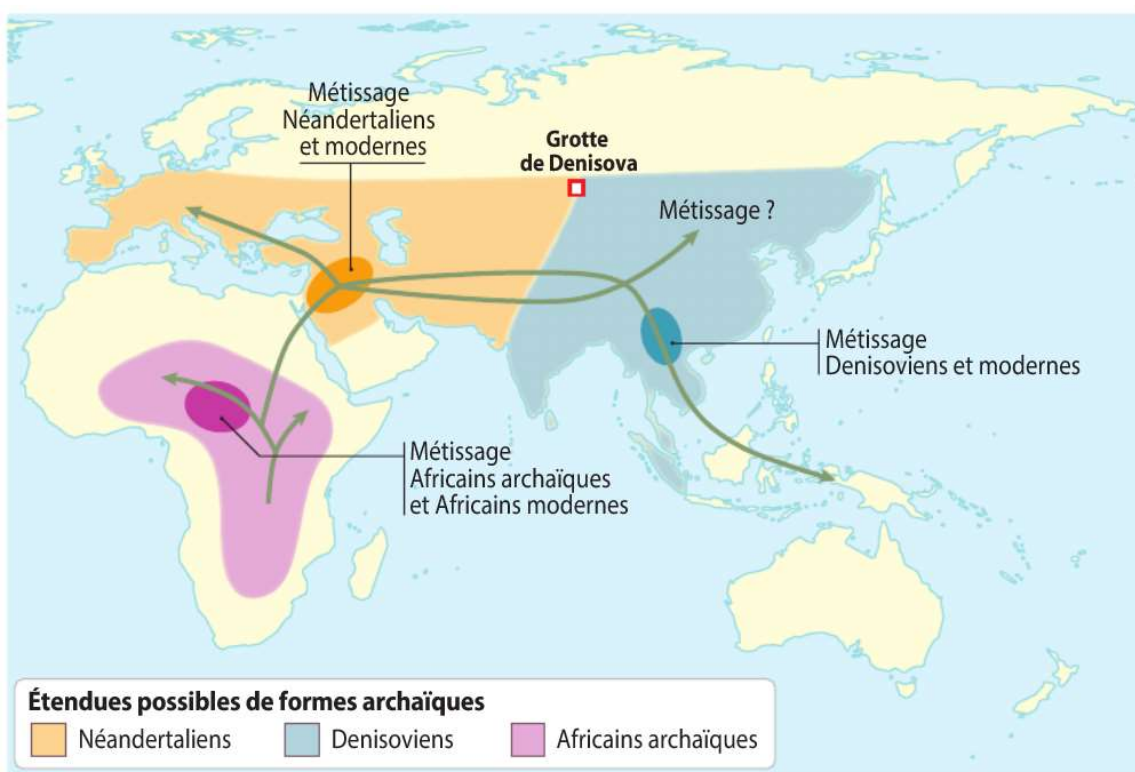 Métissage
Néandertaliens
et modernes
Grotte
de Denisova
Métissage ?
Métissage
Denisoviens et modernes
Métissage
Africains archaïques
et Africains modernes
Étendues possibles de formes archaïques
Néandertaliens
Denisoviens
Africains archaïques